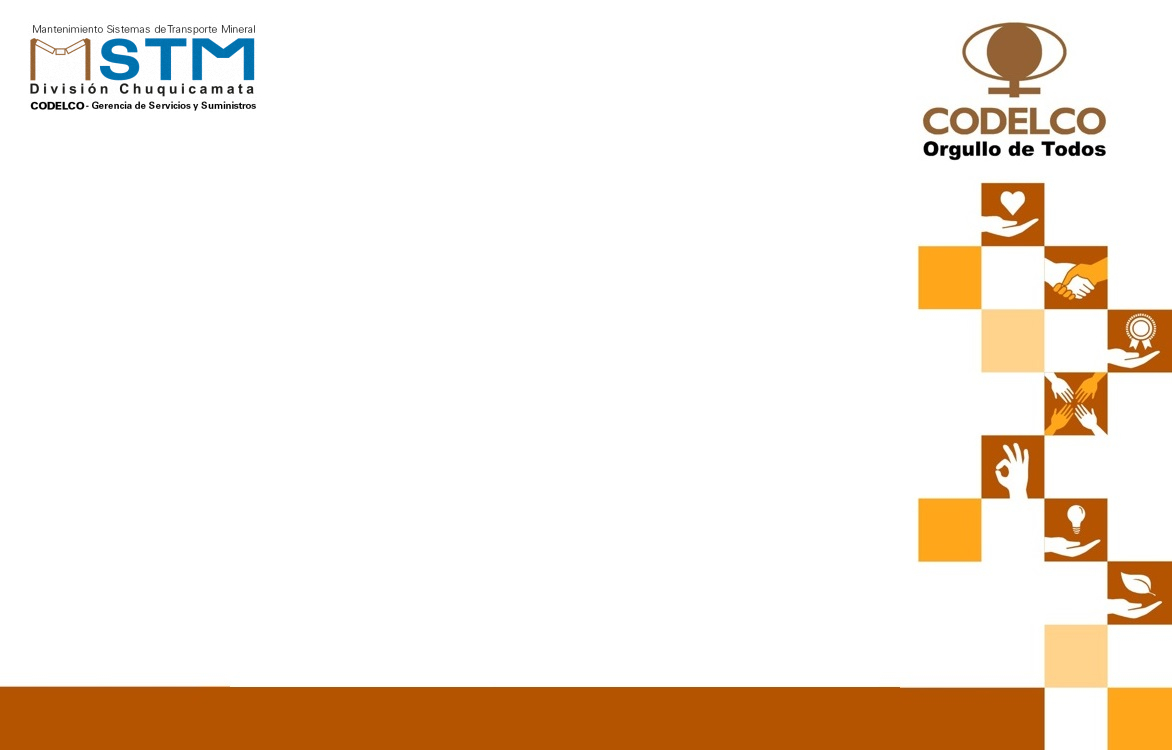 Mantenimiento Sistemas de Transporte Mineral
MSTM
División Chuquicamata
CODELCO - Gerencia de Servicios y Suministros
CODELCO
Orgullo de Todos